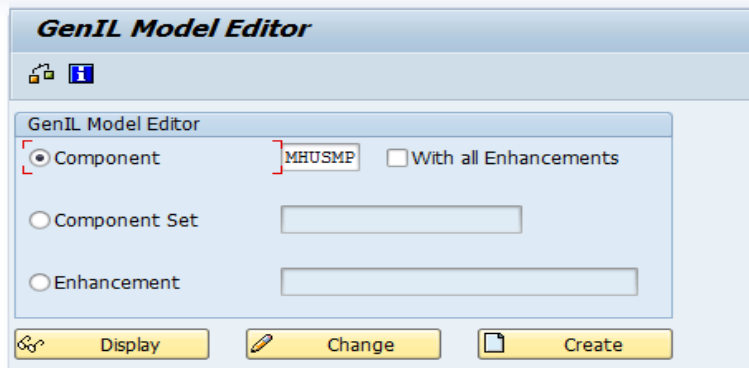 GenIL Model Editor
GenIL Model Editor
Component MHUSMP With all Enhancements
Component Set
Enhancement
Display Change Create